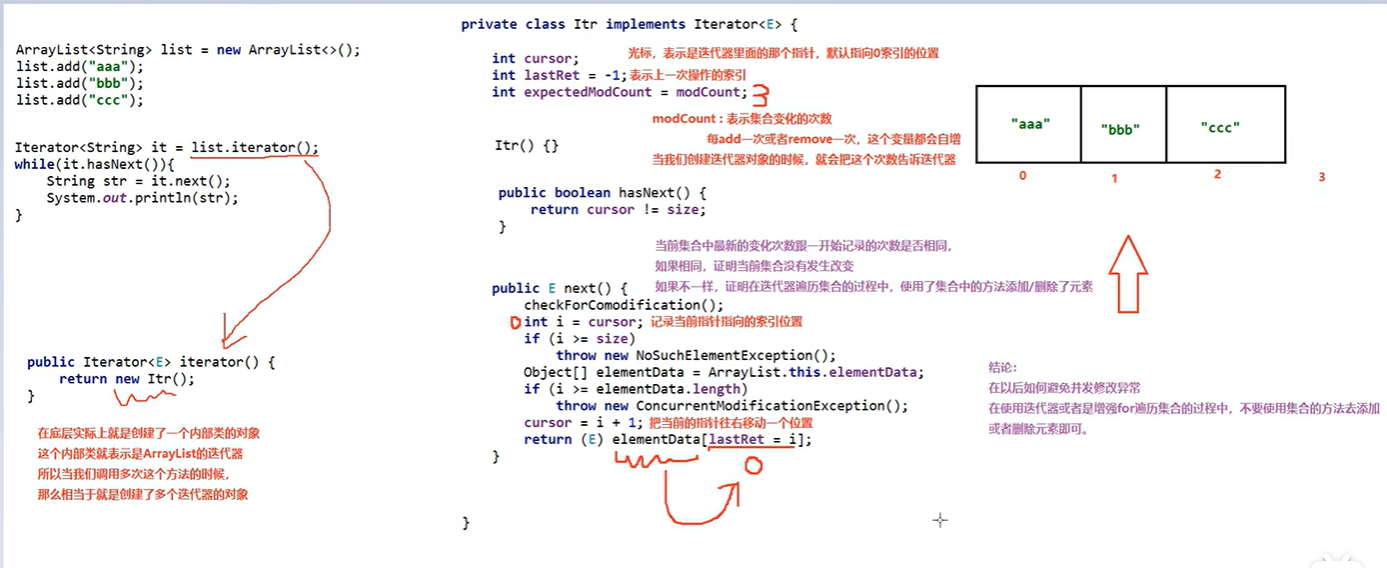 ArrayList<String> list = new ArrayList<>();
list.add("aaa");
list.add("bbb");
list.add("ccc");
Iterator<String> it = list.iterator();
while(it.hasNext()){
String str = it.next();
System.out.println(str);
}
public Iterator<E> iterator() {
return new Itr();
}
在底层实际上就是创建了一个内部类的对象
这个内部类就表示是ArrayList的迭代器
所以当我们调用多次这个方法的时候，
那么相当于就是创建了多个迭代器的对象
private class Itr implements Iterator<E> {
int cursor; 光标，表示是迭代器里面的那个指针，默认指向0索引的位置
int lastRet = -1; 表示上一次操作的索引
int expectedModCount = modCount; 3
modCount：表示集合变化的次数
每add一次或者remove一次，这个变量都会自增
Itr() {}
当我们创建迭代器对象的时候，就会把这个次数告诉迭代器
public boolean hasNext() {
return cursor != size;
}
当前集合中最新的变化次数跟一开始记录的次数是否相同，
如果相同，证明当前集合没有发生改变
如果不一样，证明在迭代器遍历集合的过程中，使用了集合中的方法添加/删除了元素
public E next() {
checkForComodification();
0 int i = cursor; 记录当前指针指向的索引位置
if (i >= size)
throw new NoSuchElementException();
Object[] elementData = ArrayList.this.elementData;
if (i >= elementData.length)
throw new ConcurrentModificationException();
cursor = i + 1; 把当前的指针往右移动一个位置
return (E) elementData[lastRet = i];
0
}
}
"aaa" "bbb" "ccc"
0 1 2 3
结论：
在以后如何避免并发修改异常
在使用迭代器或者是增强for遍历集合的过程中，不要使用集合的方法去添加
或者删除元素即可。